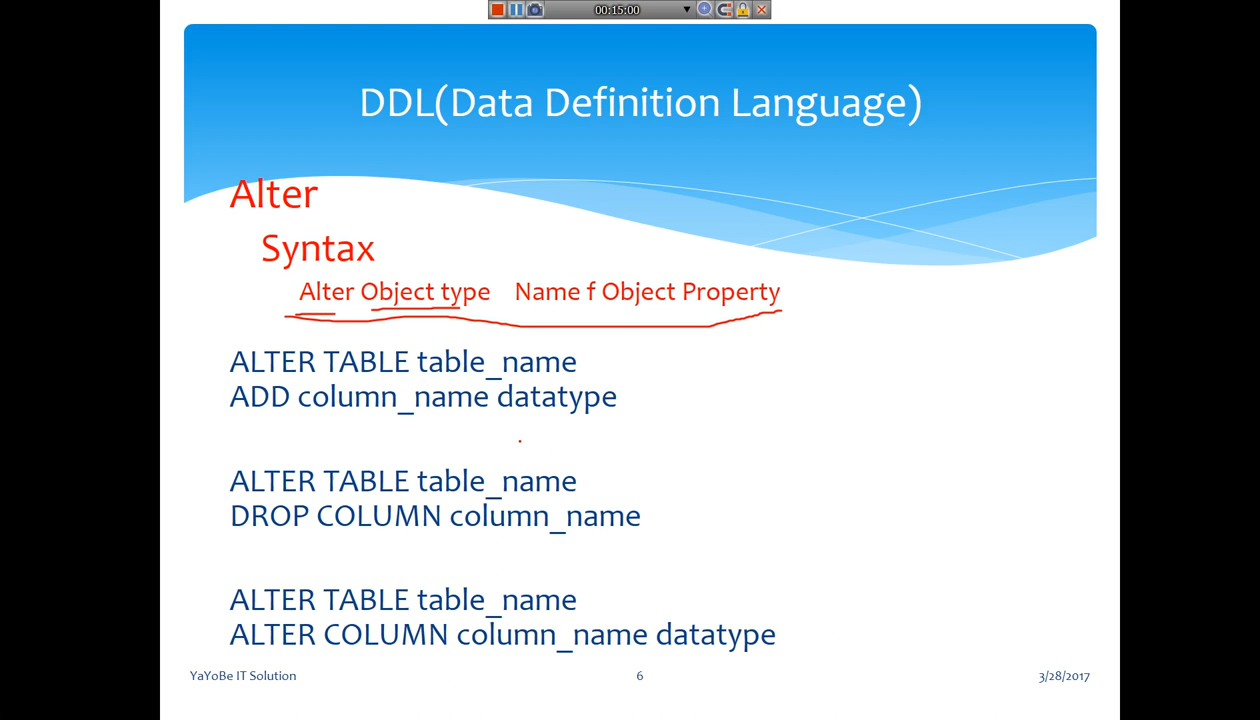 00:15:00
DDL(Data Definition Language)
Alter
Syntax
Alter Object type Name f Object Property
ALTER TABLE table_name
ADD column_name datatype
ALTER TABLE table_name
DROP COLUMN column_name
ALTER TABLE table_name
ALTER COLUMN column_name datatype
YaYoBe IT Solution 6 3/28/2017